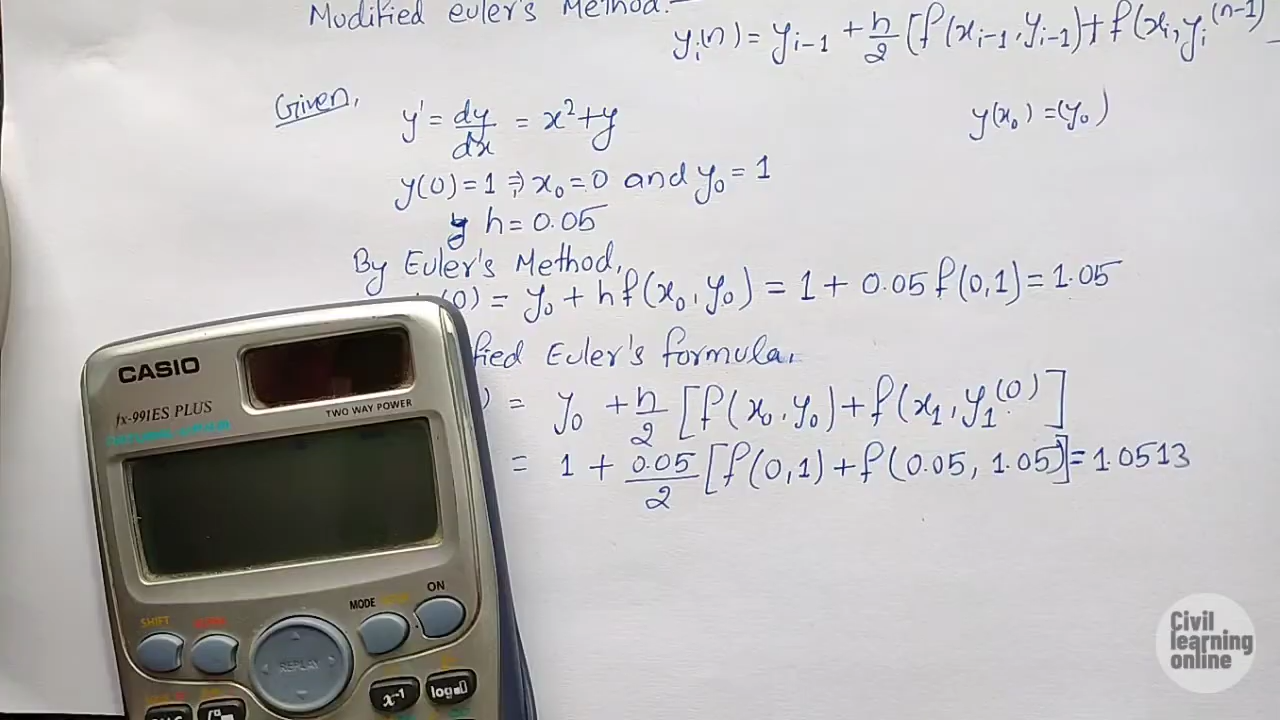 Modified euler's Method:-
yᵢ(n) = yᵢ₋₁ + h/2 [f(xᵢ₋₁, yᵢ₋₁) + f(xᵢ, yᵢ⁽ⁿ⁻¹⁾
Given,
y' = dy/dx = x² + y
y(x₀) = (y₀)
y(0) = 1 ⇒ x₀ = 0 and y₀ = 1
h = 0.05
By Euler's Method,
(0) = y₀ + hf(x₀, y₀) = 1 + 0.05 f(0,1) = 1.05
fied Euler's formula,
) = y₀ + h/2 [f(x₀, y₀) + f(x₁, y₁⁽⁰⁾)]
= 1 + 0.05/2 [f(0,1) + f(0.05, 1.05)] = 1.0513
CASIO
fx-991ES PLUS
TWO WAY POWER
MODE
ON
SHIFT
REPLAY
x⁻¹
log
Civil
learning
online